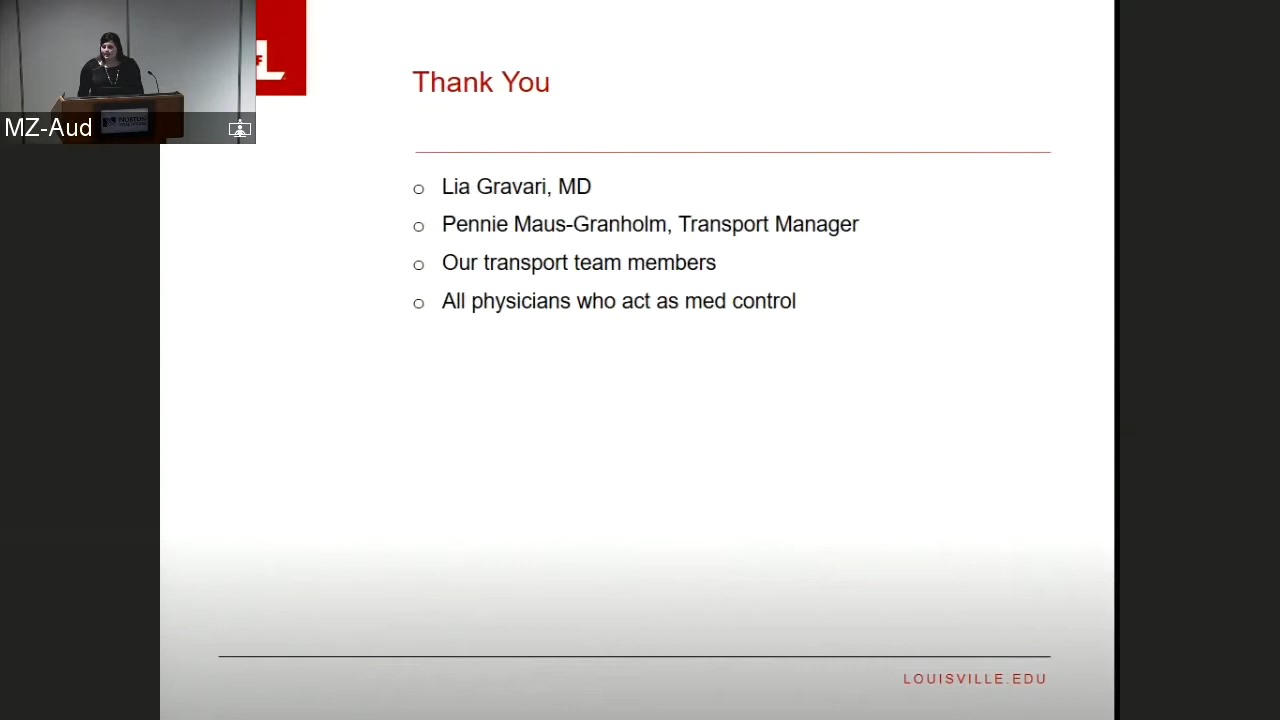 Thank You
MZ-Aud
NORTON
o Lia Gravari, MD
o Pennie Maus-Granholm, Transport Manager
o Our transport team members
o All physicians who act as med control
LOUISVILLE.EDU